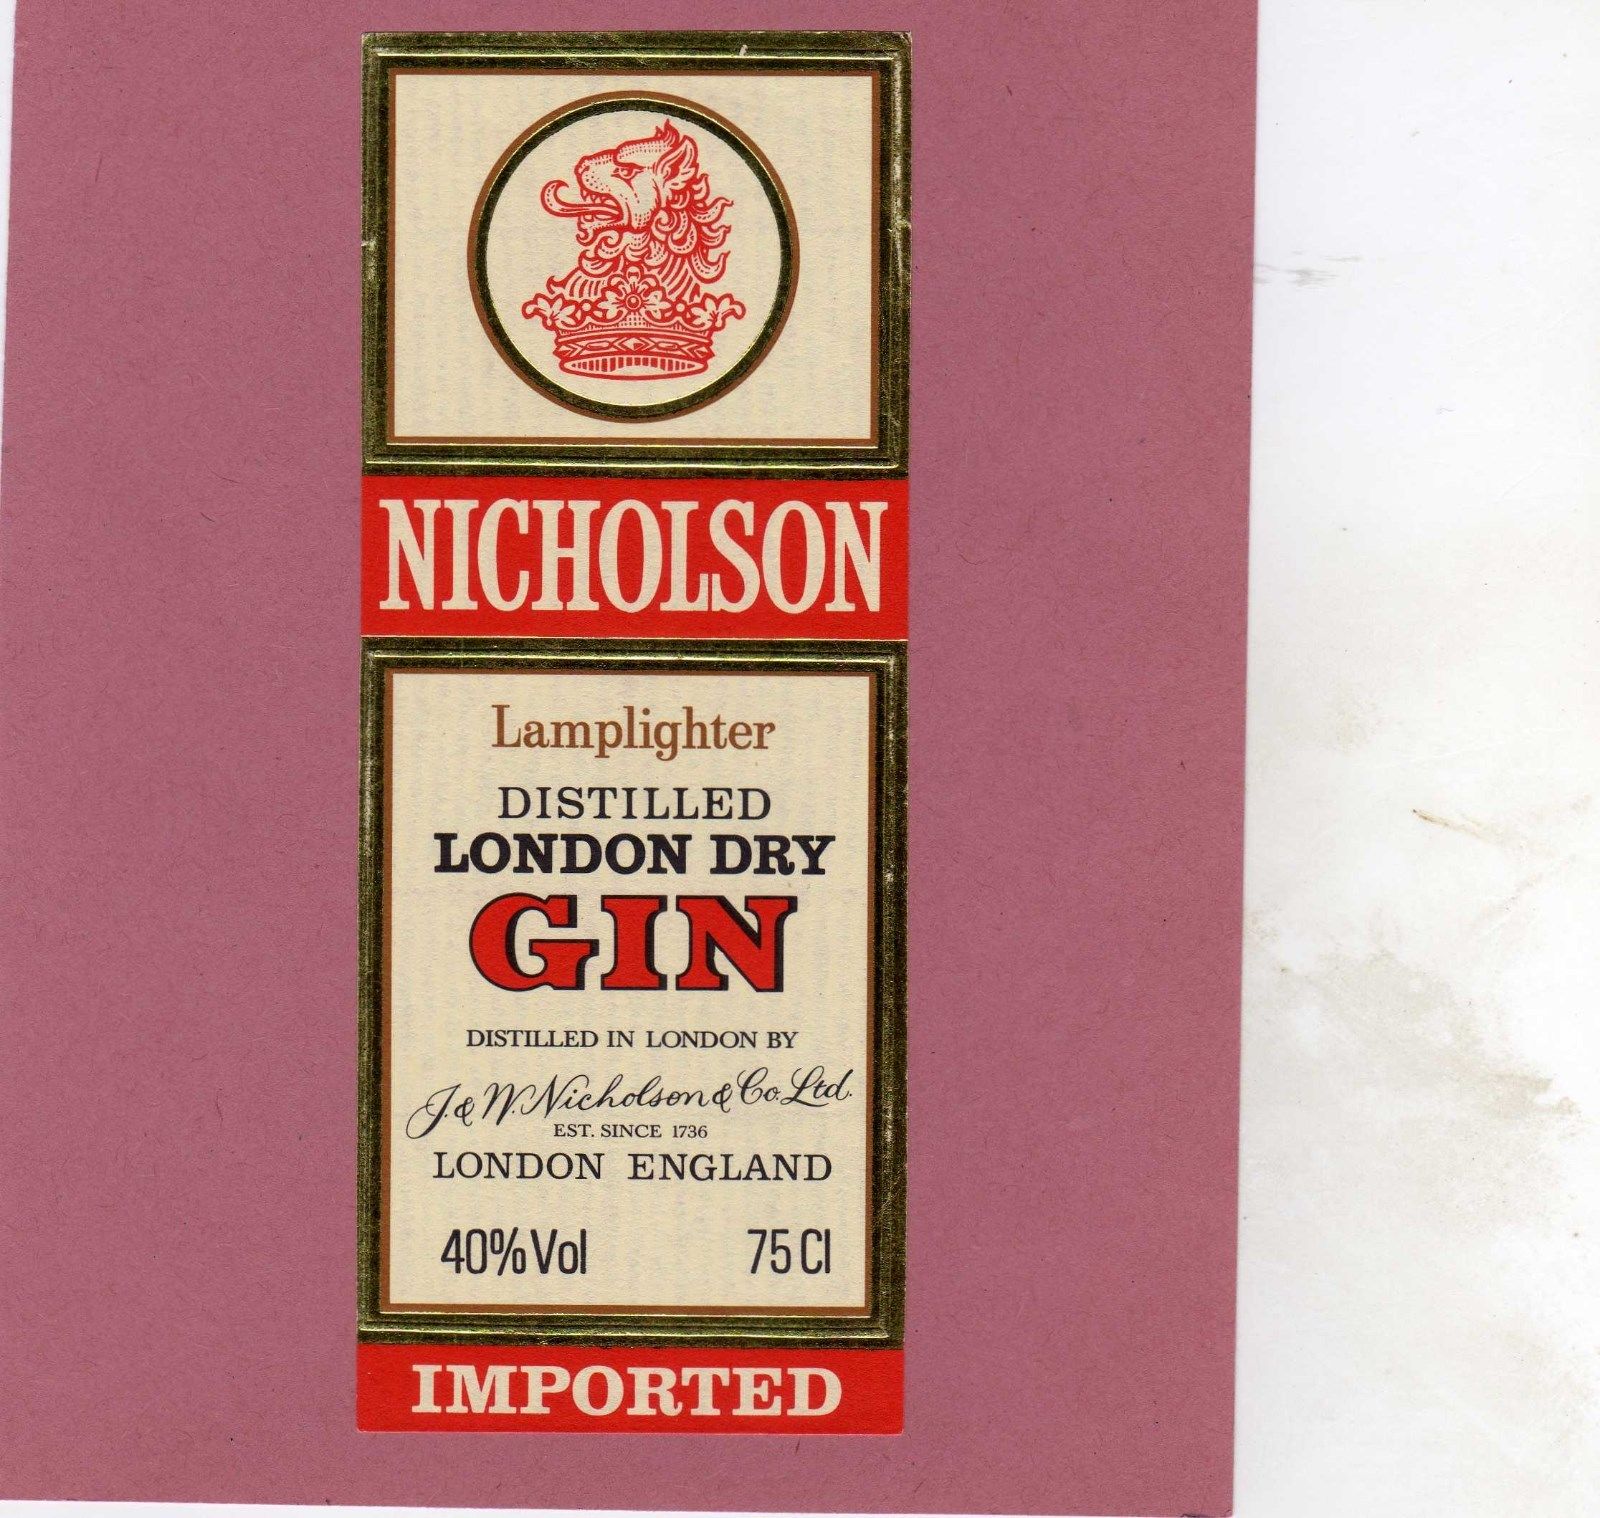 NICHOLSON
Lamplighter
DISTILLED
LONDON DRY
GIN
DISTILLED IN LONDON BY
J. & W. Nicholson & Co. Ltd.
EST. SINCE 1736
LONDON ENGLAND
40% Vol 75 Cl
IMPORTED